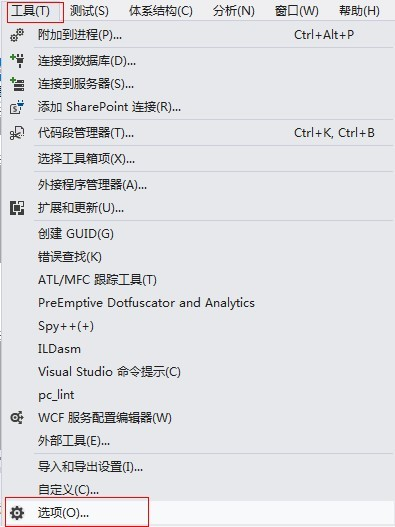 工具(T) 测试(S) 体系结构(C) 分析(N) 窗口(W) 帮助(H)
附加到进程(P)... Ctrl+Alt+P
连接到数据库(D)...
连接到服务器(S)...
添加 SharePoint 连接(R)...
代码段管理器(T)... Ctrl+K, Ctrl+B
选择工具箱项(X)...
外接程序管理器(A)...
扩展和更新(U)...
创建 GUID(G)
错误查找(K)
ATL/MFC 跟踪工具(T)
PreEmptive Dotfuscator and Analytics
Spy++(+)
ILDasm
Visual Studio 命令提示(C)
pc_lint
WCF 服务配置编辑器(W)
外部工具(E)...
导入和导出设置(I)...
自定义(C)...
选项(O)...